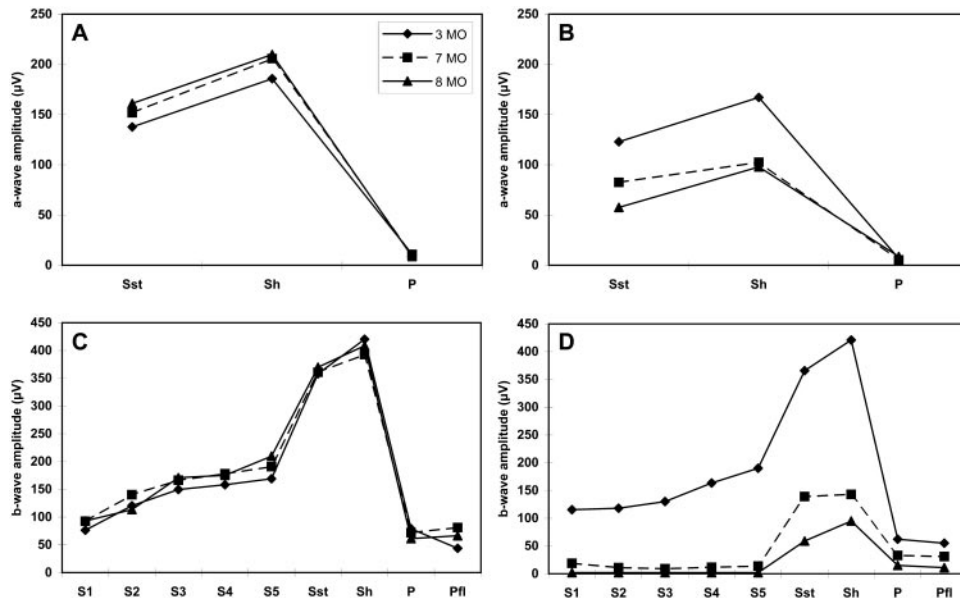 A
a-wave amplitude (µV)
250
200
150
100
50
0
Sst Sh P
3 MO
7 MO
8 MO
B
a-wave amplitude (µV)
250
200
150
100
50
0
Sst Sh P
C
b-wave amplitude (µV)
450
400
350
300
250
200
150
100
50
0
S1 S2 S3 S4 S5 Sst Sh P Pfl
D
b-wave amplitude (µV)
450
400
350
300
250
200
150
100
50
0
S1 S2 S3 S4 S5 Sst Sh P Pfl